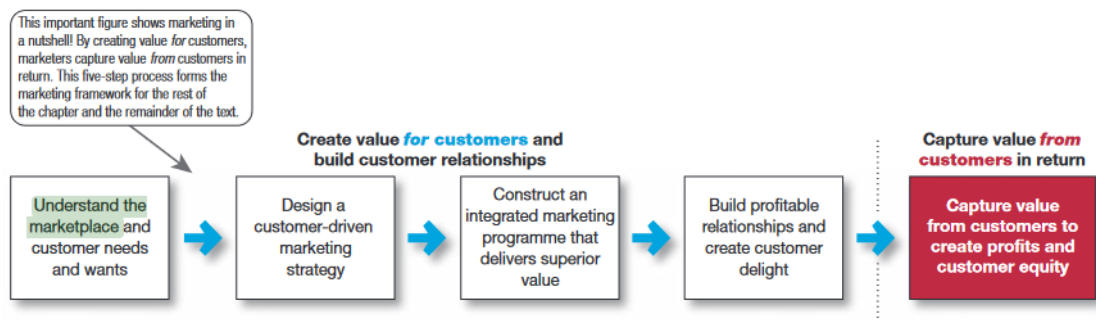 This important figure shows marketing in
a nutshell! By creating value for customers,
marketers capture value from customers in
return. This five-step process forms the
marketing framework for the rest of
the chapter and the remainder of the text.
Create value for customers and
build customer relationships
Capture value from
customers in return
Understand the
marketplace and
customer needs
and wants
Design a
customer-driven
marketing
strategy
Construct an
integrated marketing
programme that
delivers superior
value
Build profitable
relationships and
create customer
delight
Capture value
from customers to
create profits and
customer equity